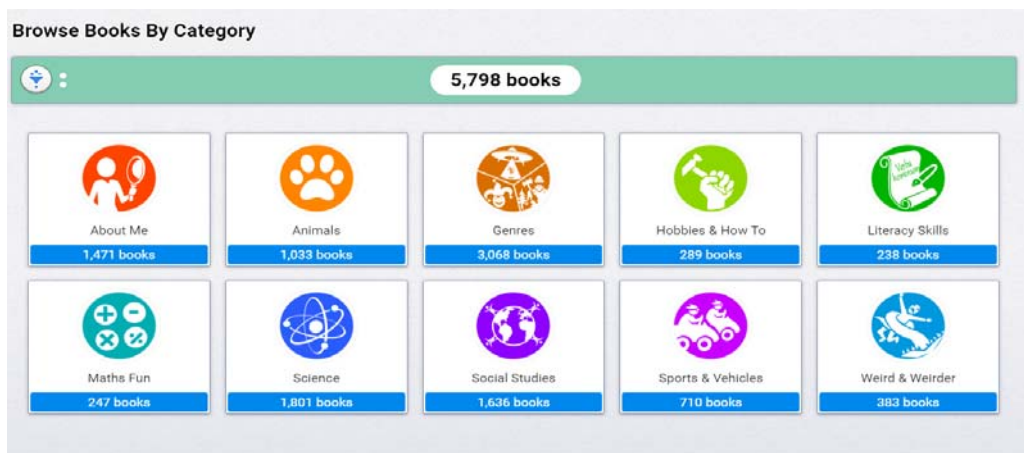 Browse Books By Category
:
5,798 books
About Me
Animals
Genres
Hobbies & How To
Literacy Skills
1,471 books
1,033 books
3,068 books
289 books
238 books
Maths Fun
Science
Social Studies
Sports & Vehicles
Weird & Weirder
247 books
1,801 books
1,636 books
710 books
383 books